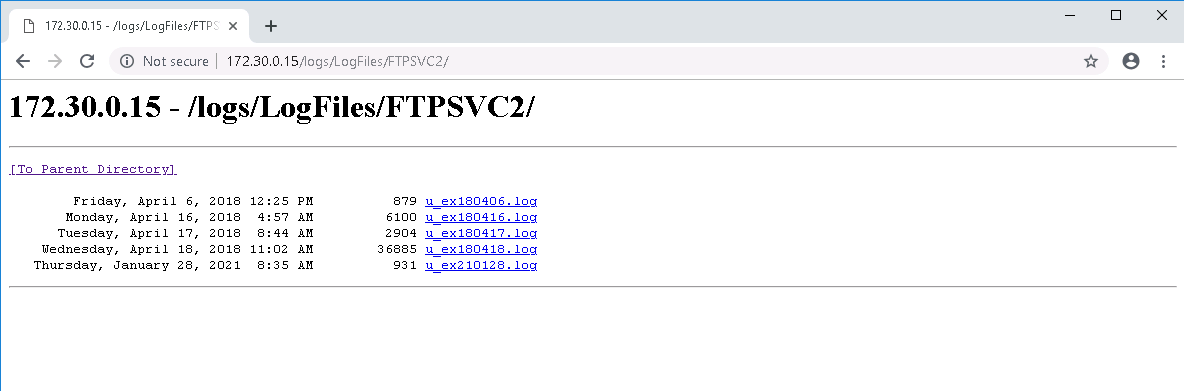 172.30.0.15 - /logs/LogFiles/FTPS
Not secure | 172.30.0.15/logs/LogFiles/FTPSVC2/
172.30.0.15 - /logs/LogFiles/FTPSVC2/
[To Parent Directory]
Friday, April 6, 2018 12:25 PM 879 u_ex180406.log
Monday, April 16, 2018 4:57 AM 6100 u_ex180416.log
Tuesday, April 17, 2018 8:44 AM 2904 u_ex180417.log
Wednesday, April 18, 2018 11:02 AM 36885 u_ex180418.log
Thursday, January 28, 2021 8:35 AM 931 u_ex210128.log